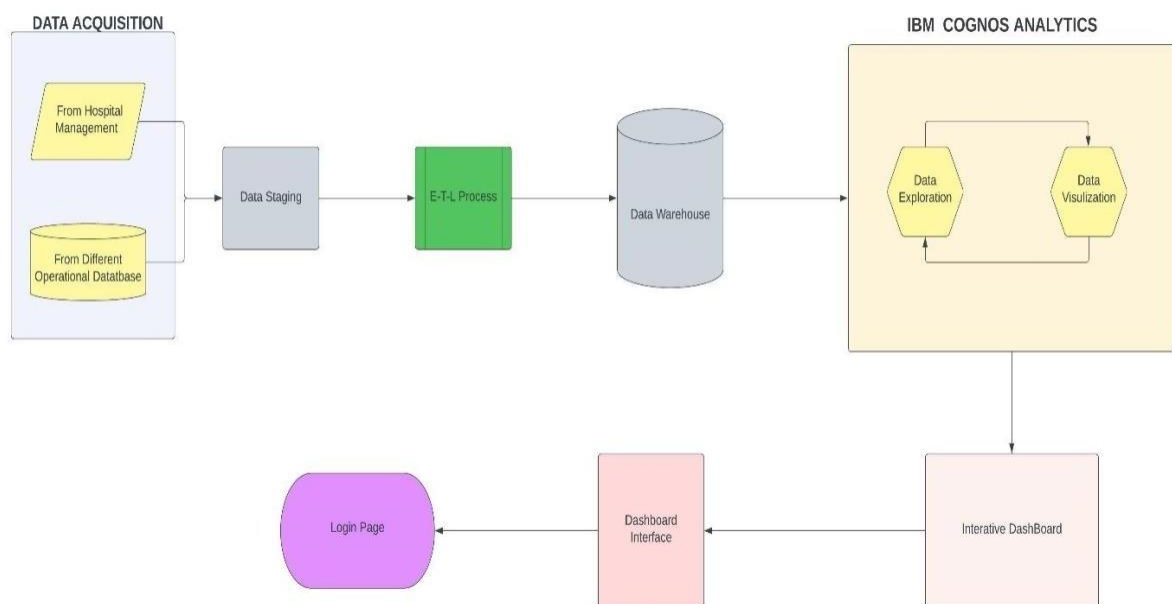 DATA ACQUISITION
IBM COGNOS ANALYTICS
From Hospital
Management
From Different
Operational Datatbase
Data Staging
E-T-L Process
Data Warehouse
Data
Exploration
Data
Visulization
Login Page
Dashboard
Interface
Interative DashBoard